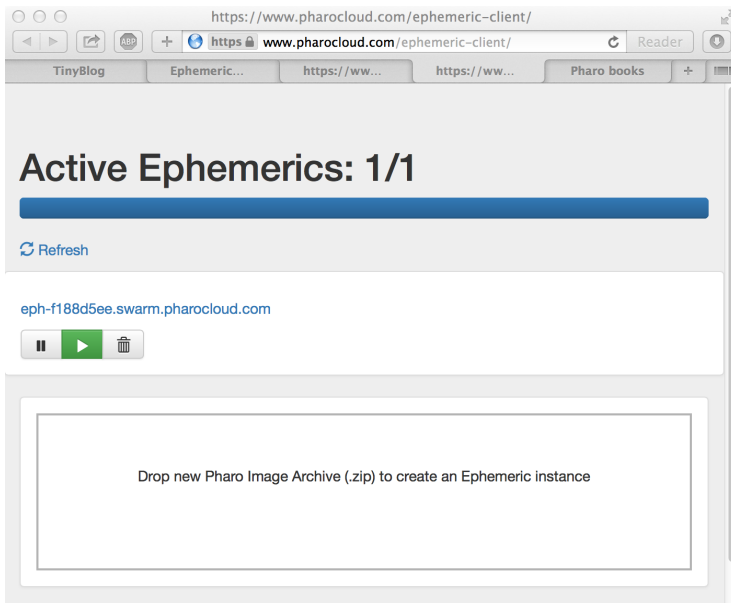 https://www.pharocloud.com/ephemeric-client/
ABP
https www.pharocloud.com/ephemeric-client/
Reader
TinyBlog
Ephemeric...
https://ww...
https://ww...
Pharo books
Active Ephemerics: 1/1
Refresh
eph-f188d5ee.swarm.pharocloud.com
Drop new Pharo Image Archive (.zip) to create an Ephemeric instance